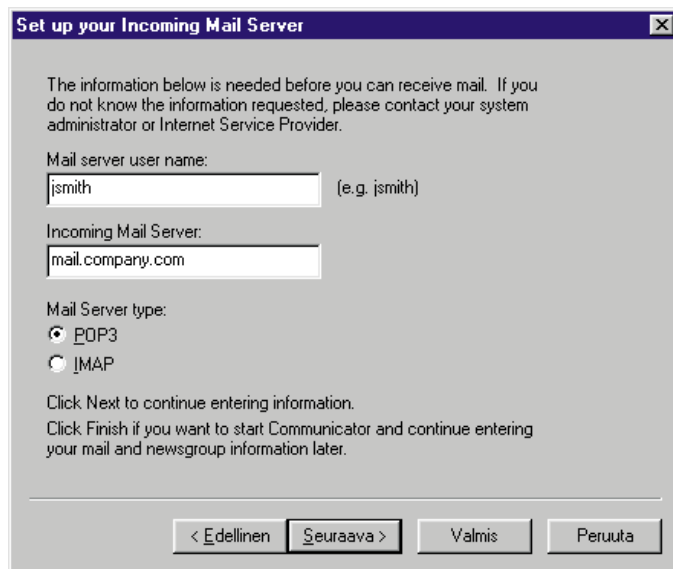 Set up your Incoming Mail Server
The information below is needed before you can receive mail. If you
do not know the information requested, please contact your system
administrator or Internet Service Provider.
Mail server user name:
jsmith (e.g. jsmith)
Incoming Mail Server:
mail.company.com
Mail Server type:
POP3
IMAP
Click Next to continue entering information.
Click Finish if you want to start Communicator and continue entering
your mail and newsgroup information later.
< Edellinen Seuraava > Valmis Peruuta